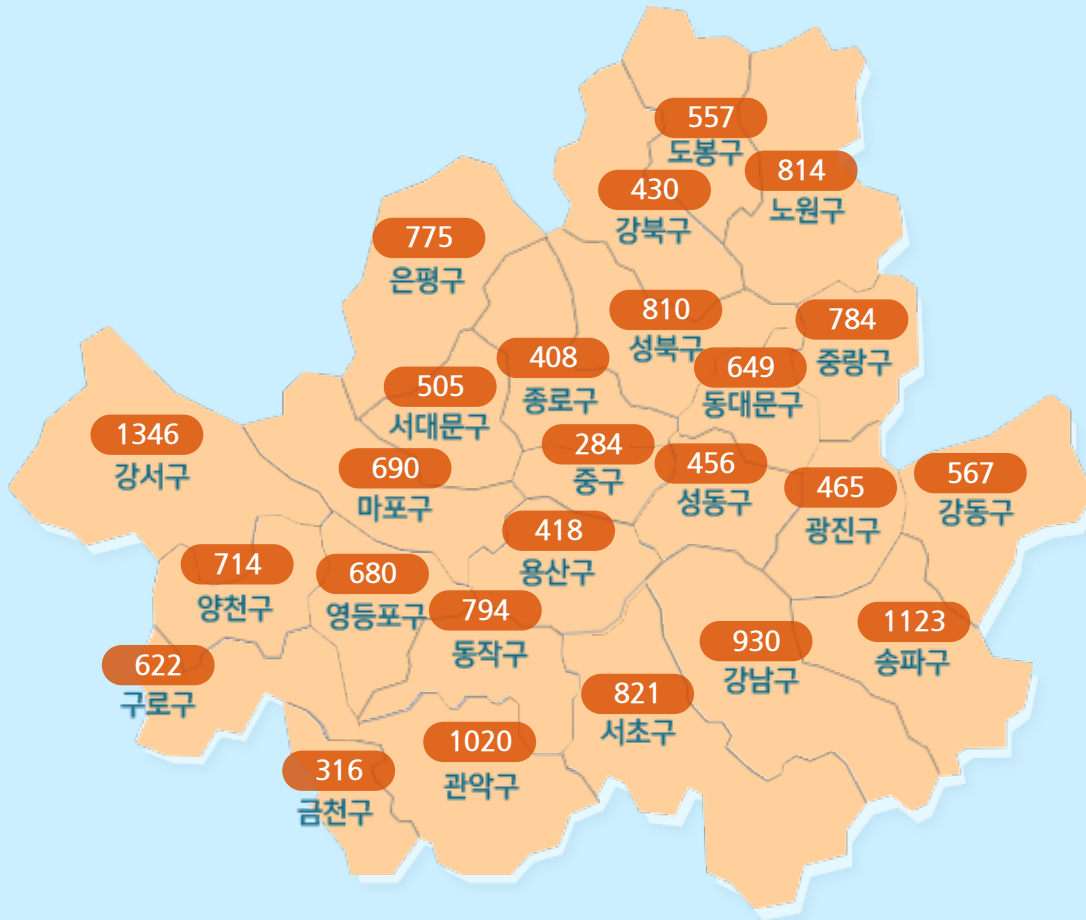 557
도봉구
814
노원구
430
강북구
775
은평구
810
성북구
784
중랑구
408
종로구
649
동대문구
505
서대문구
1346
강서구
284
중구
456
성동구
690
마포구
465
광진구
567
강동구
418
용산구
714
양천구
680
영등포구
794
동작구
1123
송파구
930
강남구
622
구로구
821
서초구
1020
관악구
316
금천구